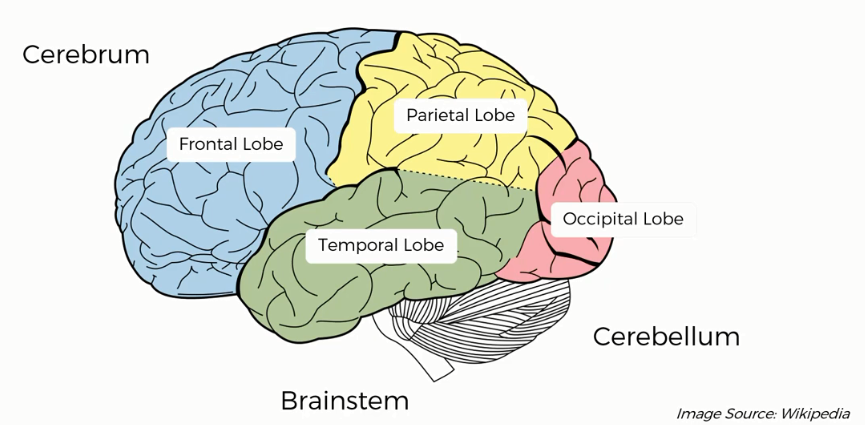 Cerebrum
Parietal Lobe
Frontal Lobe
Occipital Lobe
Temporal Lobe
Cerebellum
Brainstem
Image Source: Wikipedia